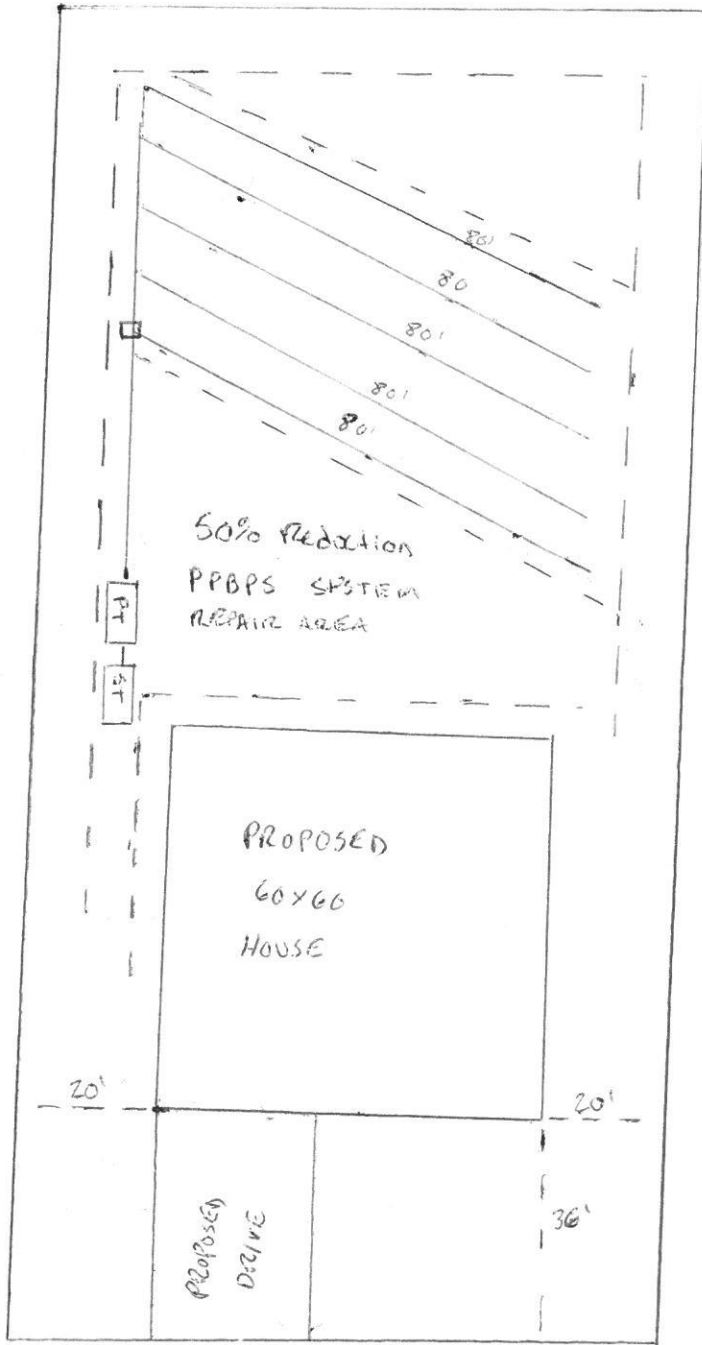 80'
80
80'
80'
80'
50% Reduction
PPBPS SYSTEM
REPAIR AREA
PT
ST
PROPOSED
60X60
HOUSE
20'
20'
36'
PROPOSED
DRIVE